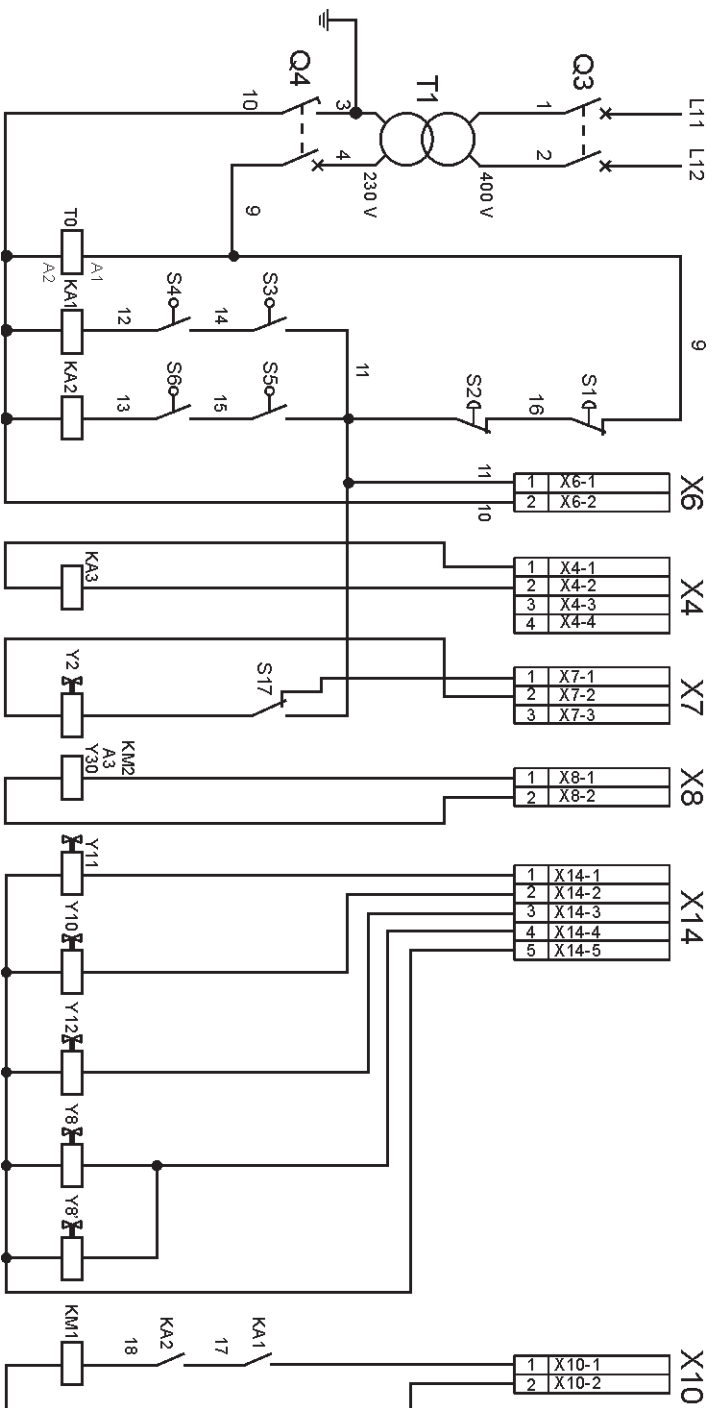 L11
L12
Q3
1
2
T1
400 V
230 V
3
4
Q4
10
9
9
T0
A1
A2
KA1
12
S4
14
S3
11
KA2
13
S6
15
S5
S2
16
S1
11
10
X6
1 X6-1
2 X6-2
KA3
X4
1 X4-1
2 X4-2
3 X4-3
4 X4-4
Y2
S17
X7
1 X7-1
2 X7-2
3 X7-3
KM2
A3
Y30
X8
1 X8-1
2 X8-2
Y11
Y10
Y12
Y8
Y8'
X14
1 X14-1
2 X14-2
3 X14-3
4 X14-4
5 X14-5
KM1
18
KA2
17
KA1
X10
1 X10-1
2 X10-2